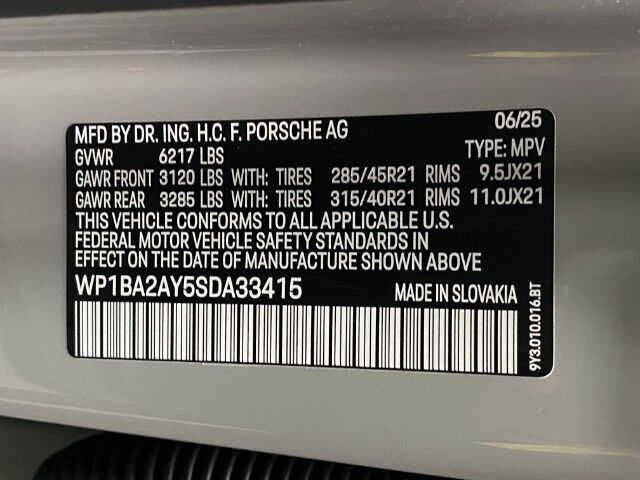 MFD BY DR. ING. H.C. F. PORSCHE AG 06/25
GVWR 6217 LBS TYPE: MPV
GAWR FRONT 3120 LBS WITH: TIRES 285/45R21 RIMS 9.5JX21
GAWR REAR 3285 LBS WITH: TIRES 315/40R21 RIMS 11.0JX21
THIS VEHICLE CONFORMS TO ALL APPLICABLE U.S.
FEDERAL MOTOR VEHICLE SAFETY STANDARDS IN
EFFECT ON THE DATE OF MANUFACTURE SHOWN ABOVE
WP1BA2AY5SDA33415 MADE IN SLOVAKIA
9Y3.010.016.BT